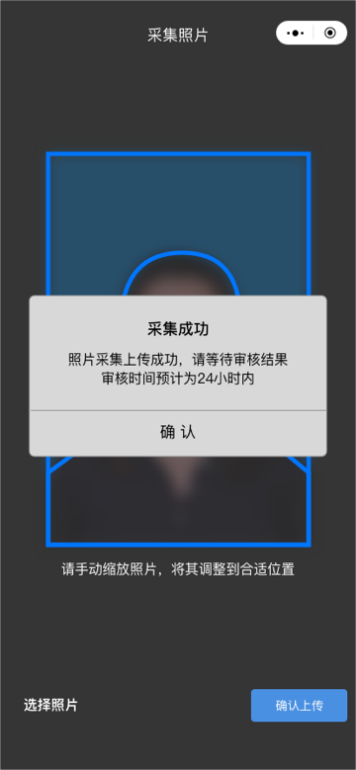 采集照片
采集成功
照片采集上传成功，请等待审核结果
审核时间预计为24小时内
确 认
请手动缩放照片，将其调整到合适位置
选择照片
确认上传